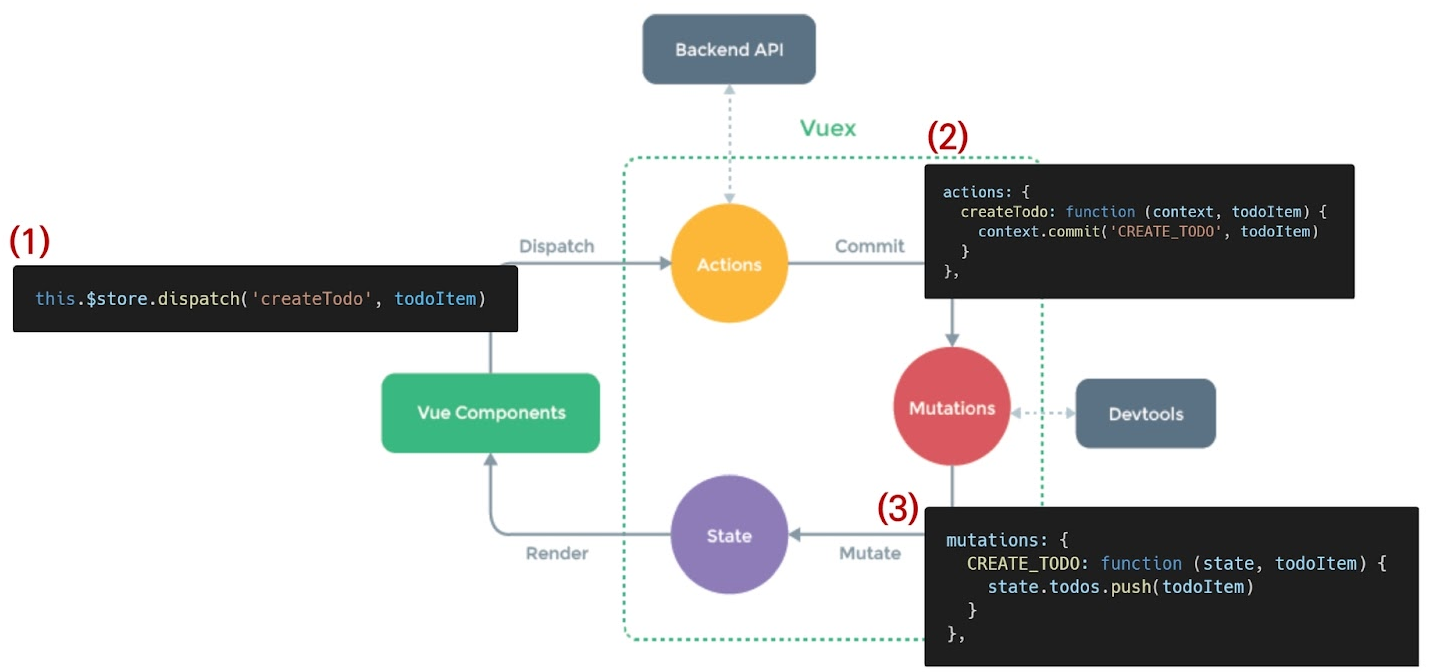 Backend API
Vuex
(2)
actions: {
createTodo: function (context, todoItem) {
context.commit('CREATE_TODO', todoItem)
}
},
(1)
Dispatch
Actions
Commit
this.$store.dispatch('createTodo', todoItem)
Vue Components
Mutations
Devtools
(3)
State
Render
Mutate
mutations: {
CREATE_TODO: function (state, todoItem) {
state.todos.push(todoItem)
}
},